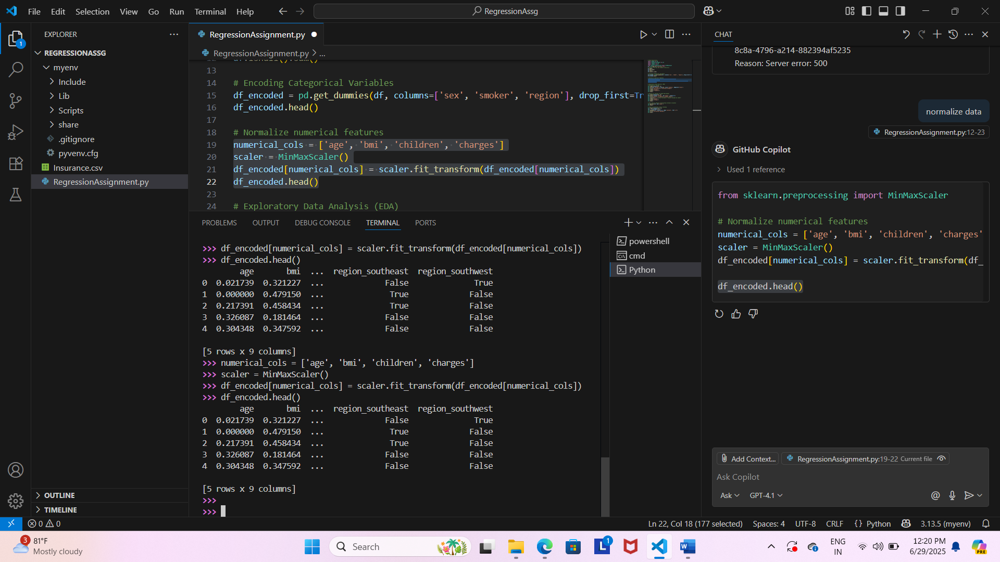 File Edit Selection View Go Run Terminal Help
RegressionAssg
EXPLORER
REGRESSIONASSG
myenv
Include
Lib
Scripts
share
.gitignore
pyvenv.cfg
Insurance.csv
RegressionAssignment.py
OUTLINE
TIMELINE
1
RegressionAssignment.py
RegressionAssignment.py > ...
13
14 # Encoding Categorical Variables
15 df_encoded = pd.get_dummies(df, columns=['sex', 'smoker', 'region'], drop_first=Tr
16 df_encoded.head()
17
18 # Normalize numerical features
19 numerical_cols = ['age', 'bmi', 'children', 'charges']
20 scaler = MinMaxScaler()
21 df_encoded[numerical_cols] = scaler.fit_transform(df_encoded[numerical_cols])
22 df_encoded.head()
23
24 # Exploratory Data Analysis (EDA)
PROBLEMS OUTPUT DEBUG CONSOLE TERMINAL PORTS
>>> df_encoded[numerical_cols] = scaler.fit_transform(df_encoded[numerical_cols])
>>> df_encoded.head()
age bmi ... region_southeast region_southwest
0 0.021739 0.321227 ... False True
1 0.000000 0.479150 ... True False
2 0.217391 0.458434 ... True False
3 0.326087 0.181464 ... False False
4 0.304348 0.347592 ... False False
[5 rows x 9 columns]
>>> numerical_cols = ['age', 'bmi', 'children', 'charges']
>>> scaler = MinMaxScaler()
>>> df_encoded[numerical_cols] = scaler.fit_transform(df_encoded[numerical_cols])
>>> df_encoded.head()
age bmi ... region_southeast region_southwest
0 0.021739 0.321227 ... False True
1 0.000000 0.479150 ... True False
2 0.217391 0.458434 ... True False
3 0.326087 0.181464 ... False False
4 0.304348 0.347592 ... False False
[5 rows x 9 columns]
>>>
>>>
powershell
cmd
Python
CHAT
8c8a-4796-a214-882394af5235
Reason: Server error: 500
normalize data
RegressionAssignment.py:12-23
GitHub Copilot
Used 1 reference
from sklearn.preprocessing import MinMaxScaler
# Normalize numerical features
numerical_cols = ['age', 'bmi', 'children', 'charges'
scaler = MinMaxScaler()
df_encoded[numerical_cols] = scaler.fit_transform(df_
df_encoded.head()
Add Context...
RegressionAssignment.py:19-22 Current file
Ask Copilot
Ask GPT-4.1
0 0
Ln 22, Col 18 (177 selected) Spaces: 4 UTF-8 CRLF {} Python 3.13.5 (myenv)
3
81°F
Mostly cloudy
Search
L
1
W
ENG
IN
12:20 PM
6/29/2025
PRE